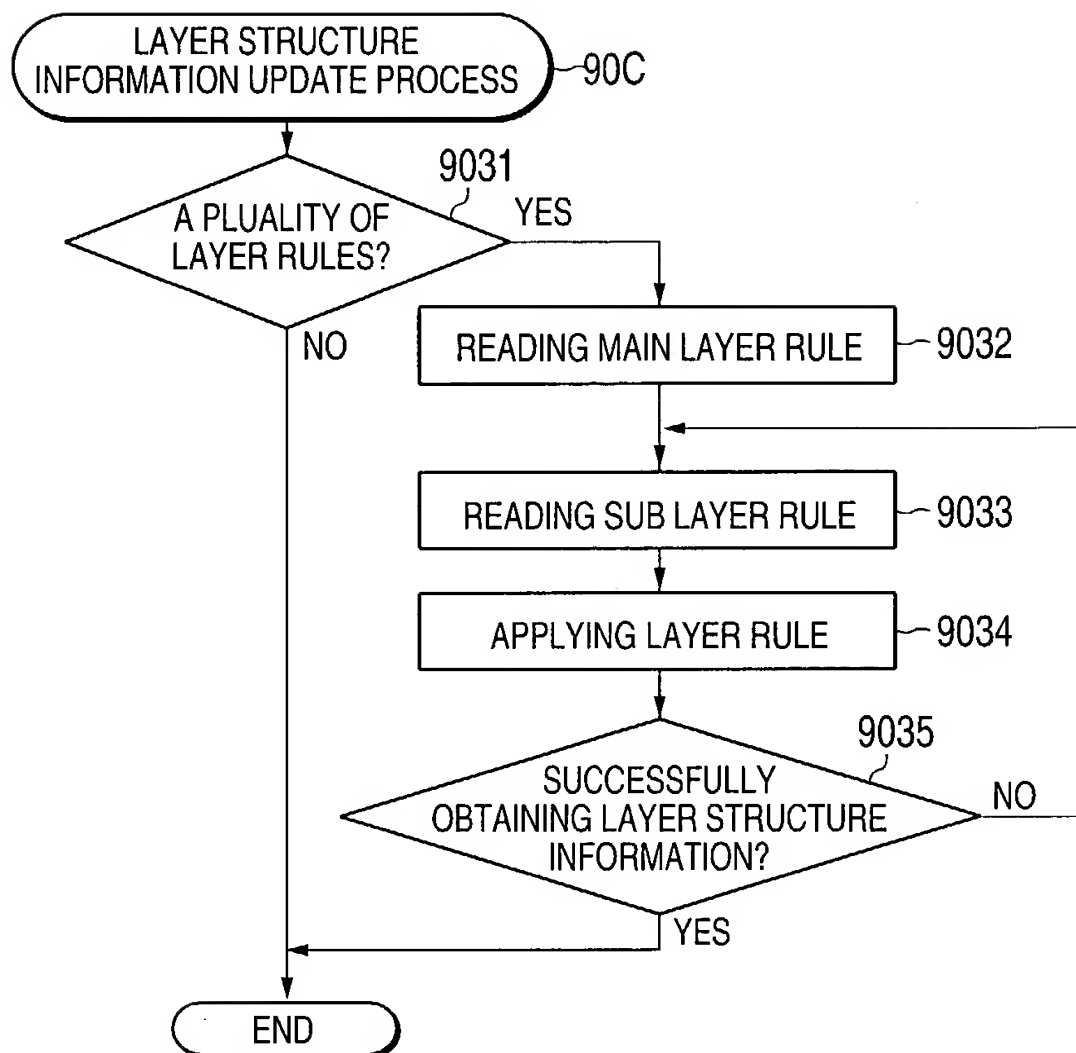 LAYER STRUCTURE
INFORMATION UPDATE PROCESS
90C
9031
A PLUALITY OF
LAYER RULES?
YES
NO
READING MAIN LAYER RULE
9032
READING SUB LAYER RULE
9033
APPLYING LAYER RULE
9034
9035
SUCCESSFULLY
OBTAINING LAYER STRUCTURE
INFORMATION?
NO
YES
END